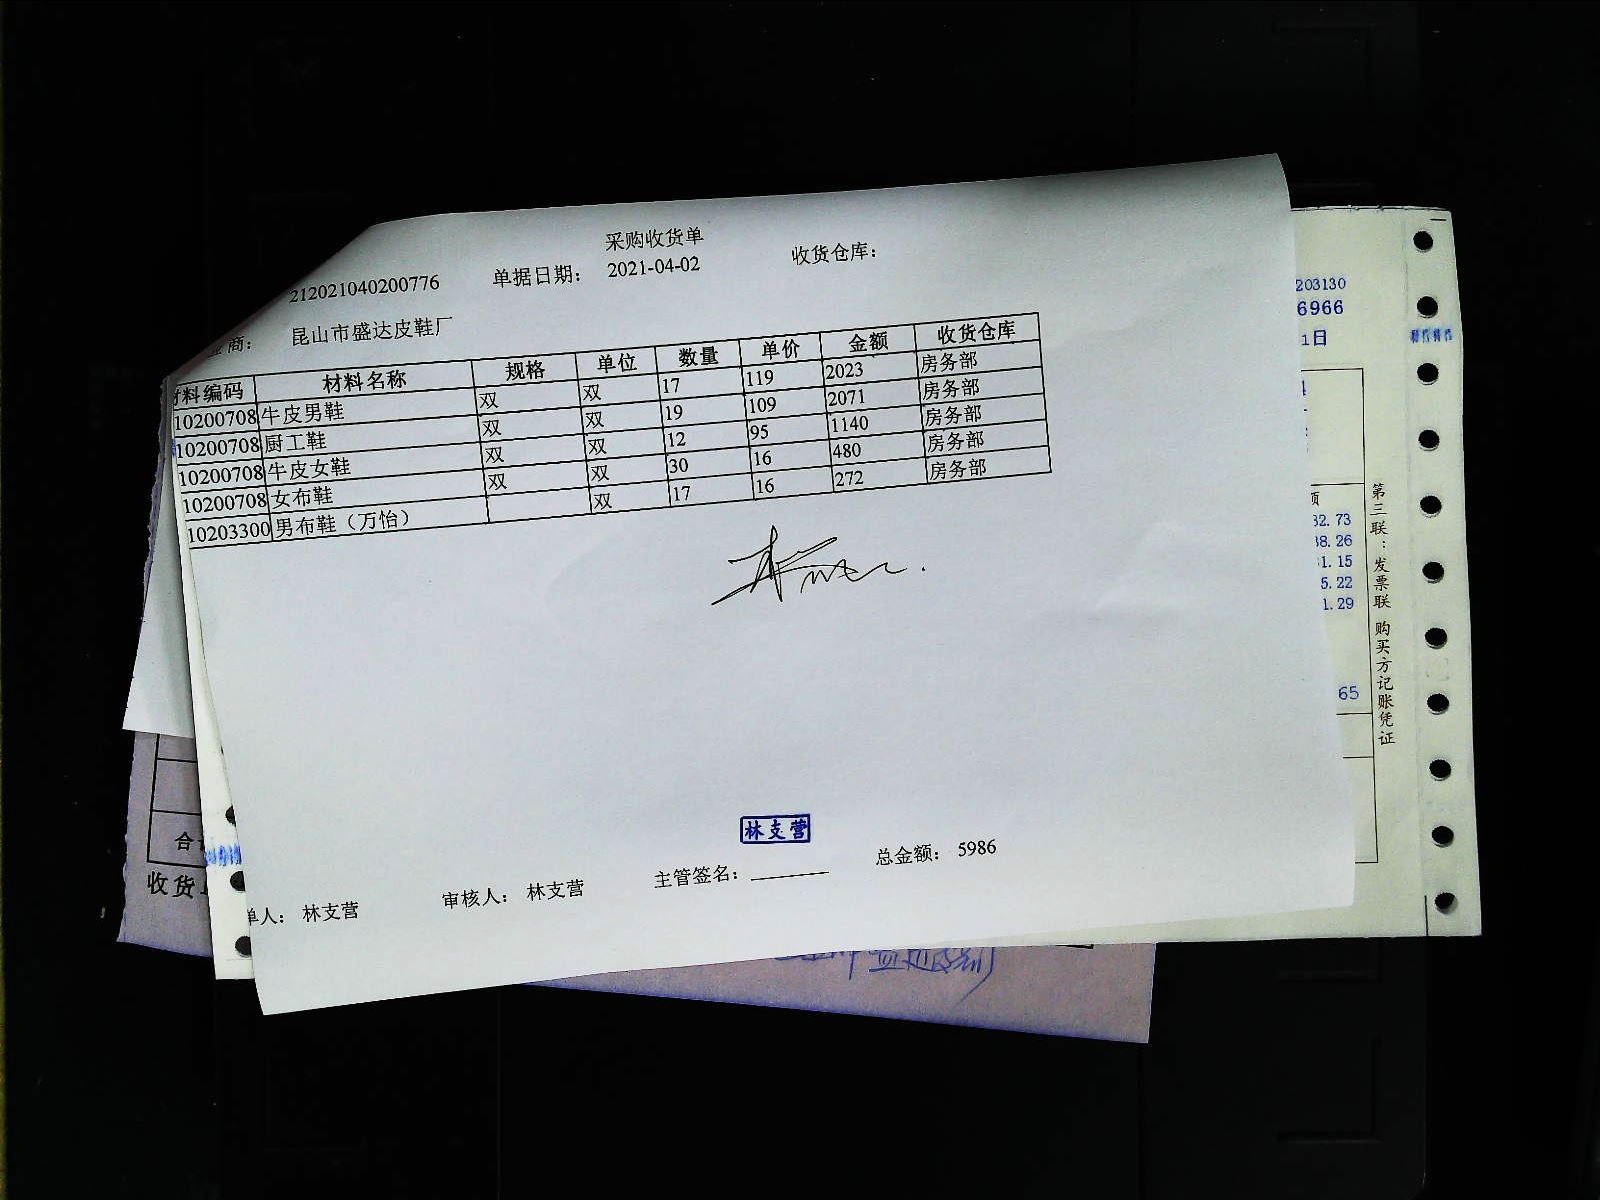 采购收货单
212021040200776 单据日期： 2021-04-02 收货仓库：
商： 昆山市盛达皮鞋厂
材料编码 材料名称 规格 单位 数量 单价 金额 收货仓库
10200708 牛皮男鞋 双 双 17 119 2023 房务部
10200708 厨工鞋 双 双 19 109 2071 房务部
10200708 牛皮女鞋 双 双 12 95 1140 房务部
10200708 女布鞋 双 双 30 16 480 房务部
10203300 男布鞋（万怡） 双 17 16 272 房务部
林支营
单人： 林支营 审核人： 林支营 主管签名： 总金额： 5986
203130
6966
1日
32.73
38.26
1.15
5.22
1.29
65
第三联：发票联 购买方记账凭证
合
收货